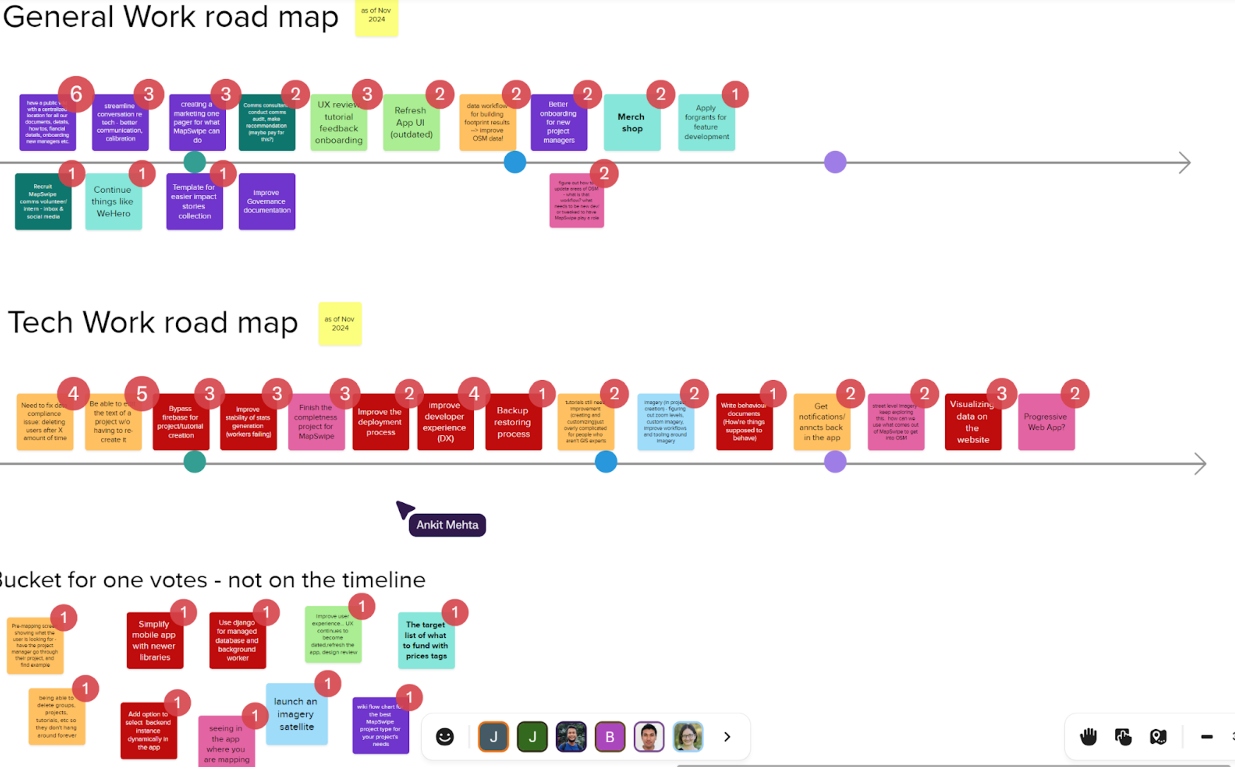 General Work road map
as of Nov
2024
6
have a public
with a centralized
location for all our
documents, details,
how tos, financial
details, onboarding
new managers etc.
3
streamline
conversation re
tech - better
communication,
calibration
3
creating a
marketing one
pager for what
MapSwipe can
do
2
Comms consultant
conduct comms
audit, make
recommendation
(maybe pay for
this?)
3
UX review
tutorial
feedback
onboarding
2
Refresh
App UI
(outdated)
2
data workflow
for building
footprint results
--> improve
OSM data!
2
Better
onboarding
for new
project
managers
2
Merch
shop
1
Apply
forgrants for
feature
development
1
Recruit
MapSwipe
comms volunteer/
intern - inbox &
social media
1
Continue
things like
WeHero
1
Template for
easier impact
stories
collection
Improve
Governance
documentation
2
figure out how
update areas of OSM
- what is that
workflow? what
needs to be new dev
MapSwipe play a role
Tech Work road map
as of Nov
2024
4
Need to fix data
compliance
issue: deleting
users after X
amount of time
5
Be able to
the text of a
project w/o
having to re-
create it
3
Bypass
firebase for
project/tutorial
creation
3
Improve
stability of stats
generation
(workers failing)
3
Finish the
completeness
project for
MapSwipe
2
Improve the
deployment
process
4
improve
developer
experience
(DX)
1
Backup
restoring
process
2
tutorials still need
improvement
creating and
customizing just
overly complicated
for people who
aren't GIS experts
2
imagery (in project
creation) - figuring
out zoom levels,
custom imagery,
improve workflows
and tooling around
imagery
1
Write behaviour
documents
(How're things
supposed to
behave)
2
Get
notifications/
anncts back
in the app
2
street level imagery
keep exploring
this, how can we
use what comes out
of MapSwipe to get
into OSM
3
Visualizing
data on
the
website
2
Progressive
Web App?
Ankit Mehta
Bucket for one votes - not on the timeline
1
Pre-mapping screen
showing what the
user is looking for -
have the project
manager go through
their project, and
find example
1
Simplify
mobile app
with newer
libraries
1
Use django
for managed
database and
background
worker
1
Improve user
experience... UX
continues to
become
dated,refresh the
app, design review
1
The target
list of what
to fund with
prices tags
1
being able to
delete groups,
projects,
tutorials, etc so
they don't hang
around forever
1
Add option to
select backend
instance
dynamically in
the app
1
seeing in
the app
where you
are mapping
1
launch an
imagery
satellite
1
wiki flow chart for
the best
MapSwipe
project type for
your project's
needs
J
J
B